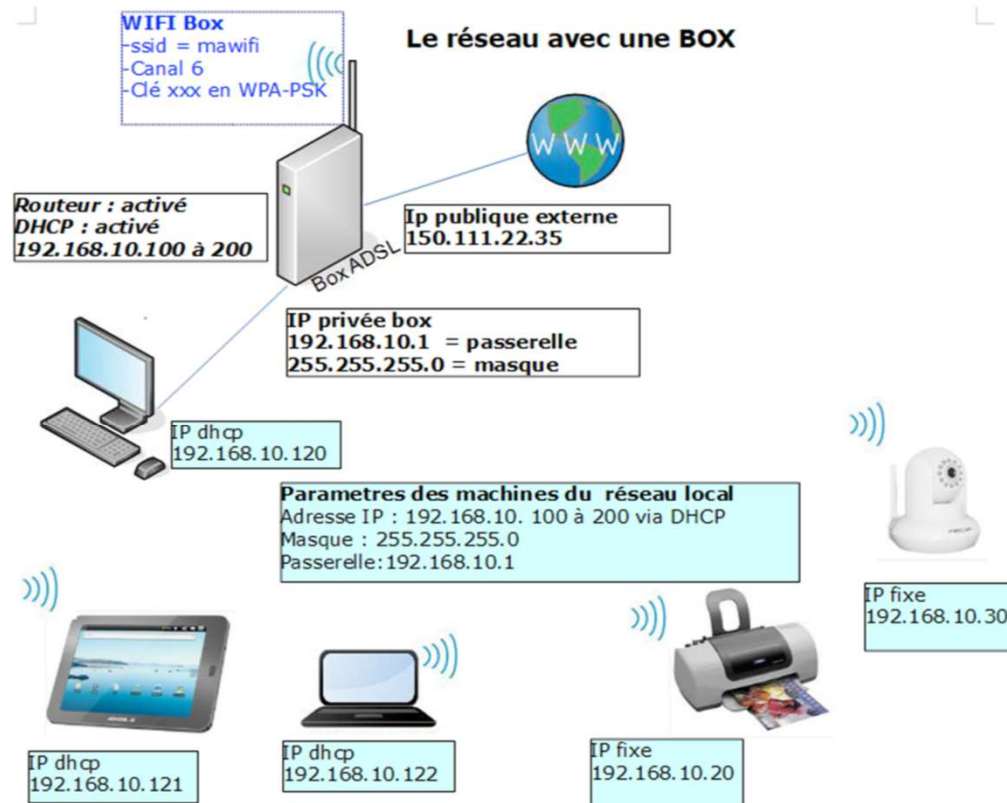 WIFI Box
-ssid = mawifi
-Canal 6
-Clé xxx en WPA-PSK
Le réseau avec une BOX
W W W
Routeur : activé
DHCP : activé
192.168.10.100 à 200
Ip publique externe
150.111.22.35
Box ADSL
IP privée box
192.168.10.1 = passerelle
255.255.255.0 = masque
IP dhcp
192.168.10.120
Parametres des machines du réseau local
Adresse IP : 192.168.10. 100 à 200 via DHCP
Masque : 255.255.255.0
Passerelle:192.168.10.1
IP fixe
192.168.10.30
IP dhcp
192.168.10.121
IP dhcp
192.168.10.122
IP fixe
192.168.10.20